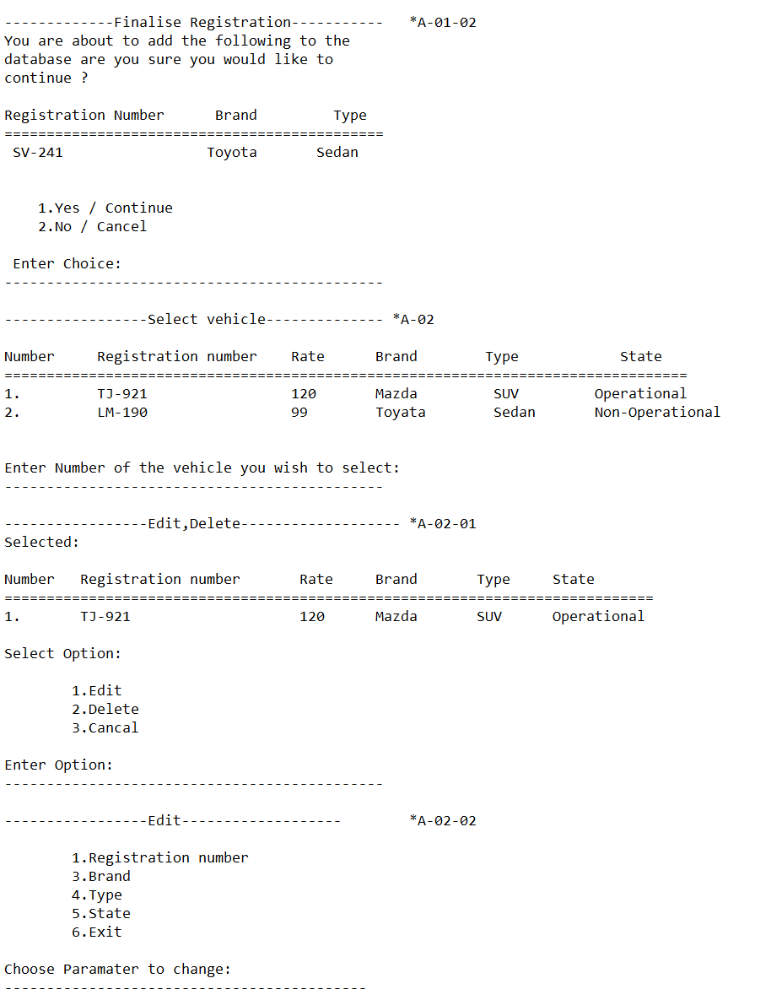 -------------Finalise Registration-----------   *A-01-02
You are about to add the following to the
database are you sure you would like to
continue ?
Registration Number      Brand         Type
=============================================
 SV-241                 Toyota       Sedan
    1.Yes / Continue
    2.No / Cancel
 Enter Choice:
---------------------------------------------
-----------------Select vehicle-------------- *A-02
Number     Registration number    Rate      Brand        Type            State
=================================================================================
1.         TJ-921                 120       Mazda         SUV         Operational
2.         LM-190                 99        Toyata        Sedan       Non-Operational
Enter Number of the vehicle you wish to select:
---------------------------------------------
-----------------Edit,Delete------------------- *A-02-01
Selected:
Number   Registration number       Rate     Brand       Type     State
=============================================================================
1.       TJ-921                    120      Mazda       SUV      Operational
Select Option:
        1.Edit
        2.Delete
        3.Cancal
Enter Option:
---------------------------------------------
-----------------Edit-------------------        *A-02-02
        1.Registration number
        3.Brand
        4.Type
        5.State
        6.Exit
Choose Paramater to change:
-------------------------------------------